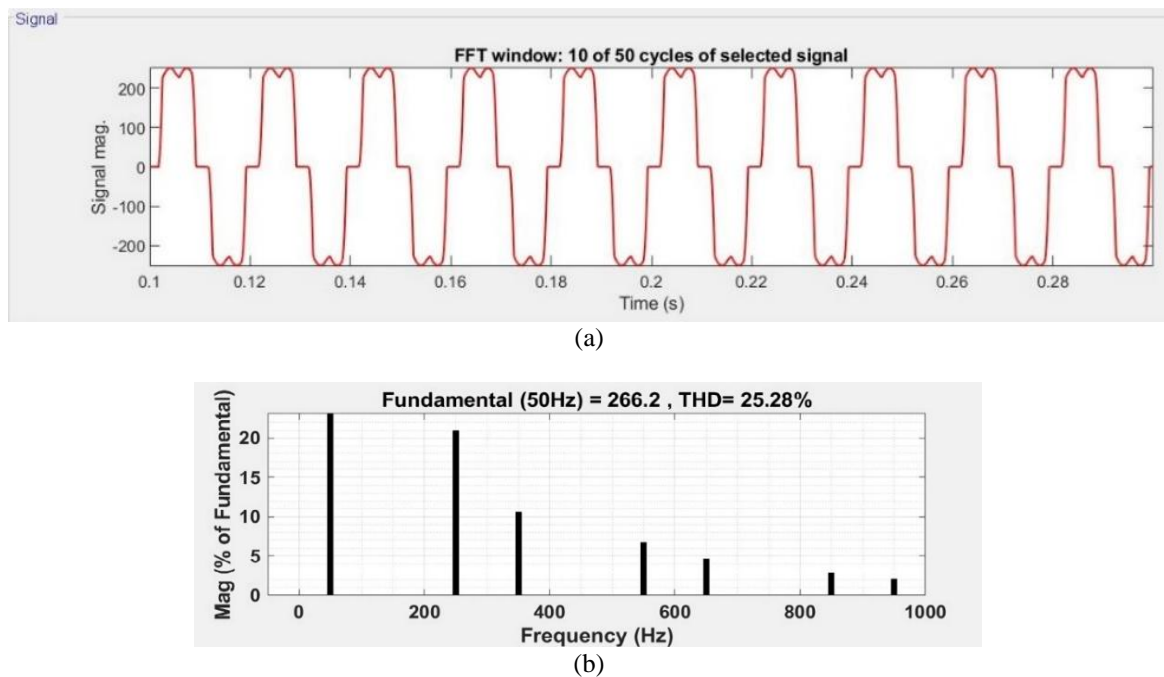 Signal
FFT window: 10 of 50 cycles of selected signal
Signal mag.
200
100
0
-100
-200
0.1 0.12 0.14 0.16 0.18 0.2 0.22 0.24 0.26 0.28
Time (s)
(a)
Fundamental (50Hz) = 266.2 , THD= 25.28%
Mag (% of Fundamental)
20
15
10
5
0
0 200 400 600 800 1000
Frequency (Hz)
(b)